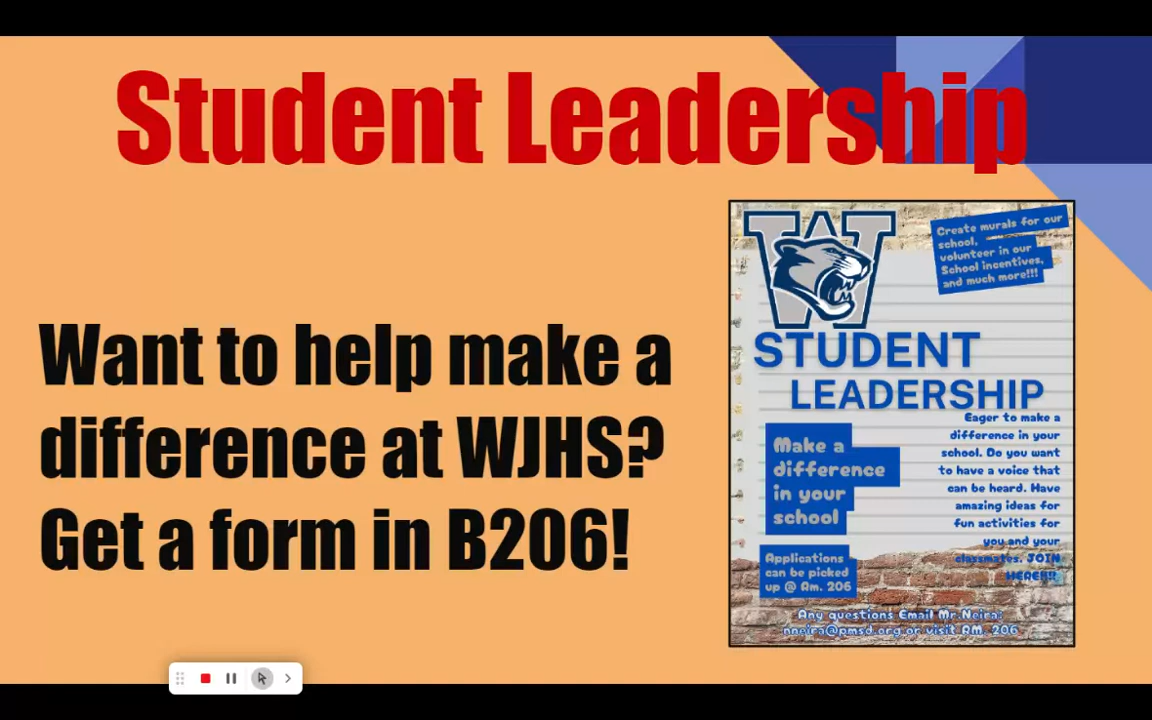 Student Leadership
Want to help make a
difference at WJHS?
Get a form in B206!
W
Create murals for our
school,
volunteer in our
School incentives,
and much more!!!
STUDENT
LEADERSHIP
Eager to make a
difference in your
school. Do you want
to have a voice that
can be heard. Have
amazing ideas for
fun activities for
you and your
classmates. JOIN
HERE!!!
Make a
difference
in your
school
Applications
can be picked
up @ Rm. 206
Any questions Email Mr. Neira:
nneira@pmsd.org or visit RM. 206